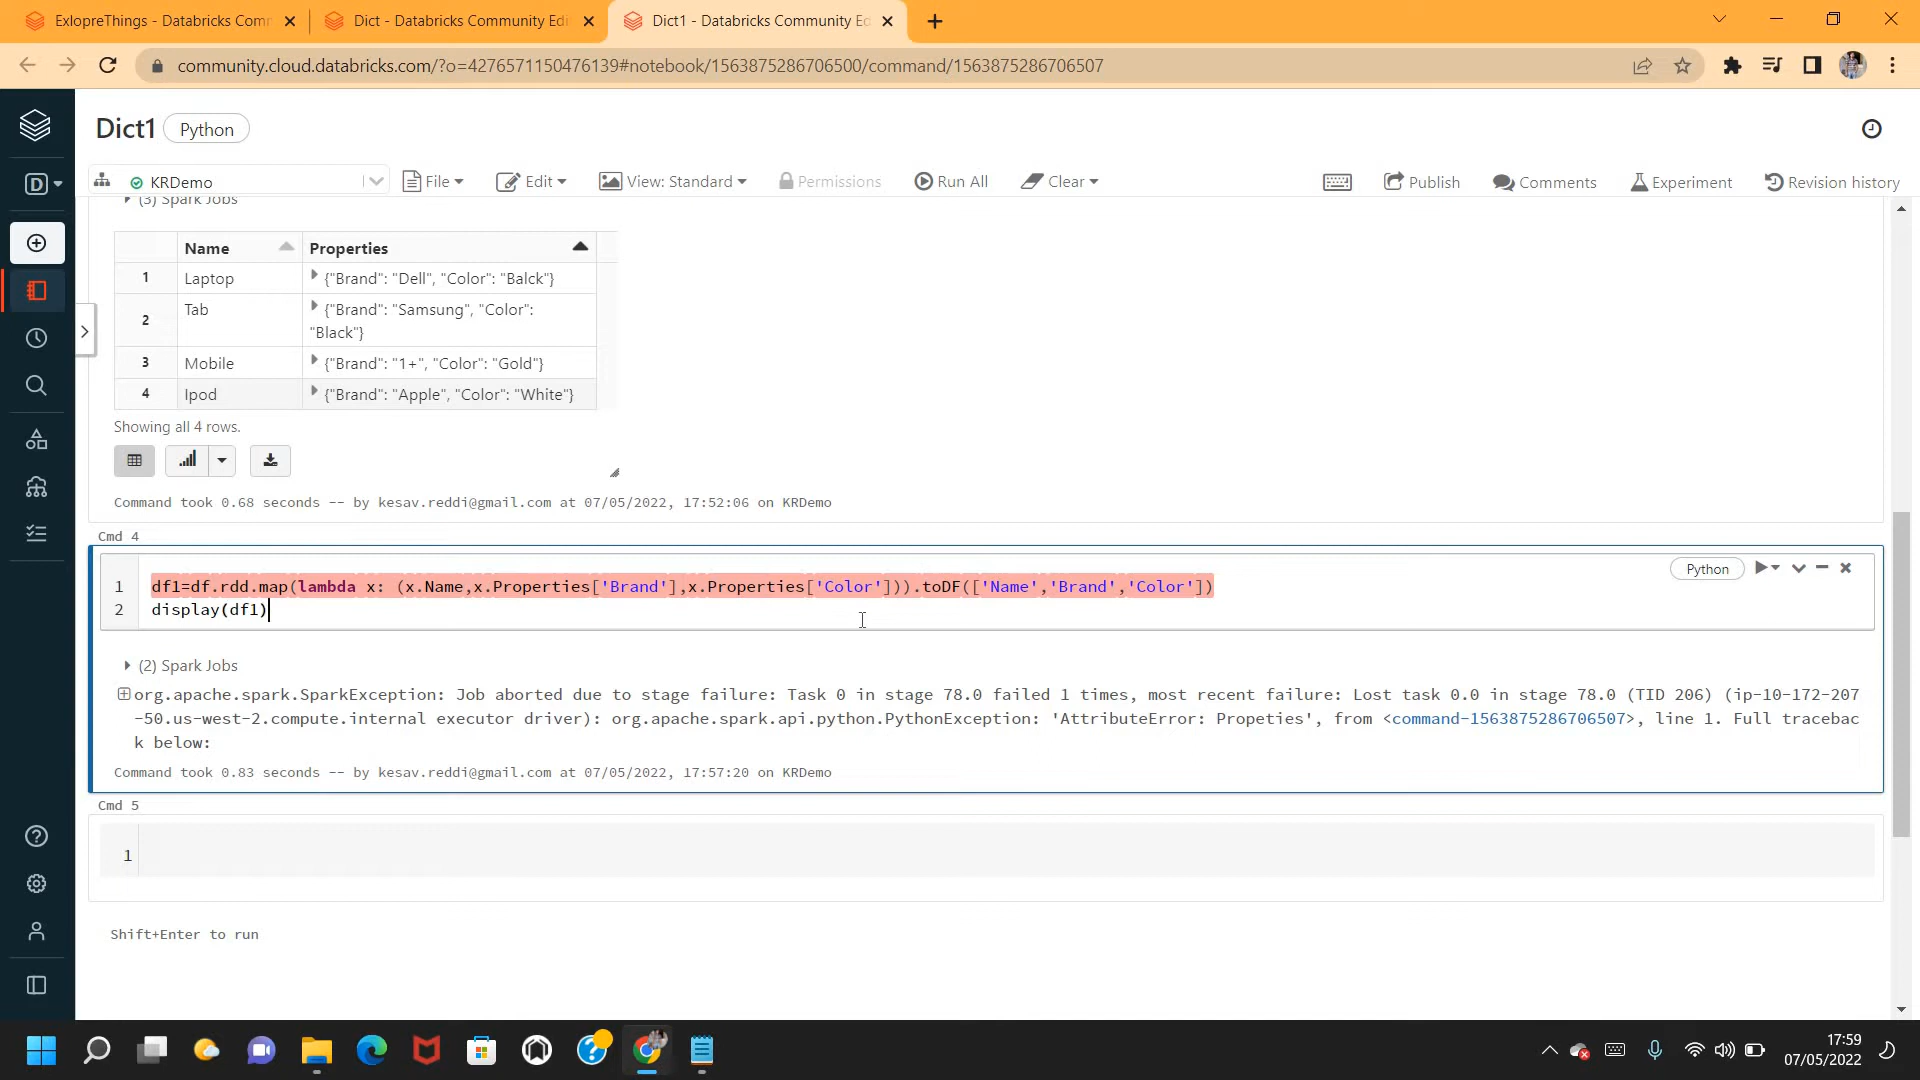 ExlopreThings - Databricks Comm
Dict - Databricks Community Edi
Dict1 - Databricks Community Ed
community.cloud.databricks.com/?o=4276571150476139#notebook/1563875286706500/command/1563875286706507
Dict1
Python
D
KRDemo
File
Edit
View: Standard
Permissions
Run All
Clear
Publish
Comments
Experiment
Revision history
(3) Spark Jobs
Name Properties
1 Laptop {"Brand": "Dell", "Color": "Balck"}
2 Tab {"Brand": "Samsung", "Color":
"Black"}
3 Mobile {"Brand": "1+", "Color": "Gold"}
4 Ipod {"Brand": "Apple", "Color": "White"}
Showing all 4 rows.
Command took 0.68 seconds -- by kesav.reddi@gmail.com at 07/05/2022, 17:52:06 on KRDemo
Cmd 4
Python
1 df1=df.rdd.map(lambda x: (x.Name,x.Properties['Brand'],x.Properties['Color'])).toDF(['Name','Brand','Color'])
2 display(df1)
(2) Spark Jobs
org.apache.spark.SparkException: Job aborted due to stage failure: Task 0 in stage 78.0 failed 1 times, most recent failure: Lost task 0.0 in stage 78.0 (TID 206) (ip-10-172-207
-50.us-west-2.compute.internal executor driver): org.apache.spark.api.python.PythonException: 'AttributeError: Propeties', from <command-1563875286706507>, line 1. Full tracebac
k below:
Command took 0.83 seconds -- by kesav.reddi@gmail.com at 07/05/2022, 17:57:20 on KRDemo
Cmd 5
1
Shift+Enter to run
17:59
07/05/2022